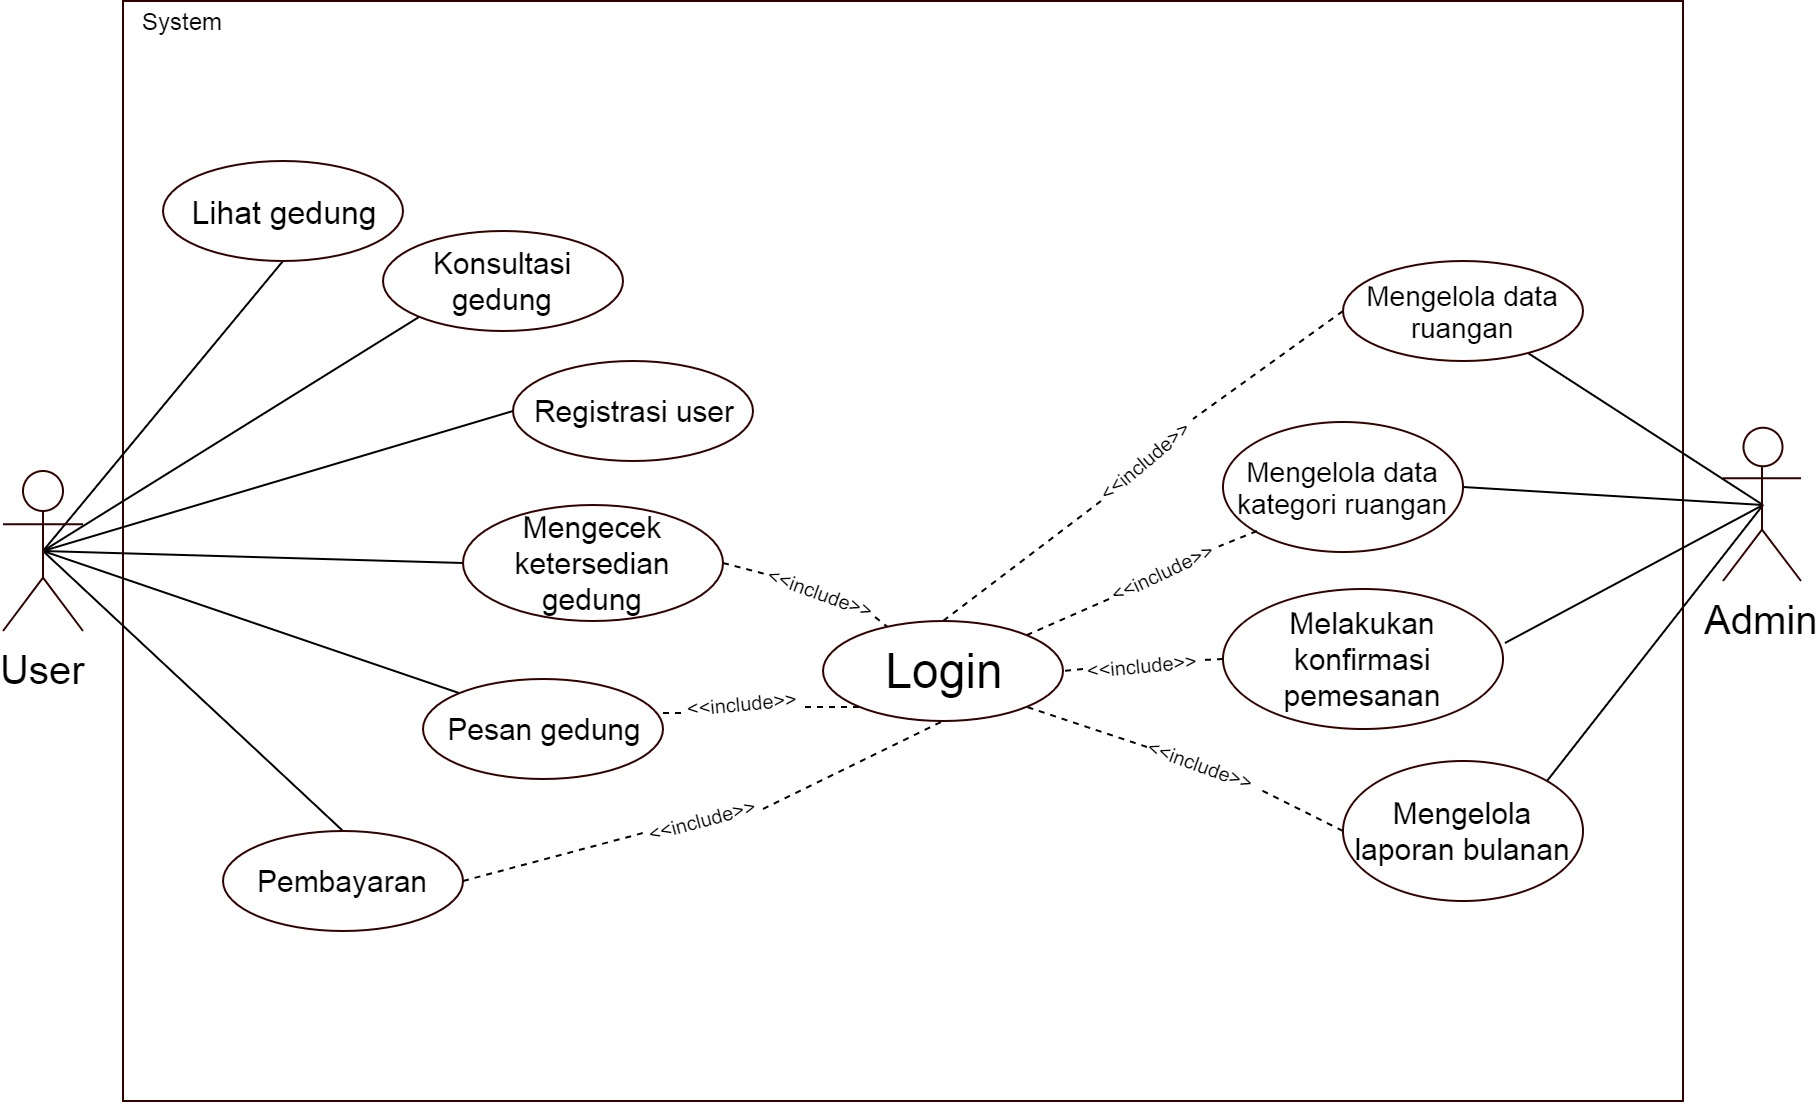 System
Lihat gedung
Konsultasi
gedung
Registrasi user
Mengecek
ketersedian
gedung
Pesan gedung
Pembayaran
<<include>>
<<include>>
<<include>>
Login
<<include>>
<<include>>
<<include>>
<<include>>
Mengelola data
ruangan
Mengelola data
kategori ruangan
Melakukan
konfirmasi
pemesanan
Mengelola
laporan bulanan
User
Admin